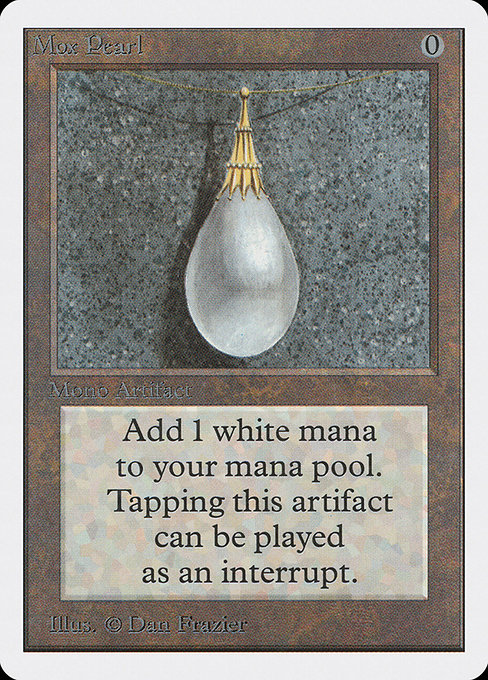 Mox Pearl 0
Mono Artifact
Add 1 white mana
to your mana pool.
Tapping this artifact
can be played
as an interrupt.
Illus. © Dan Frazier